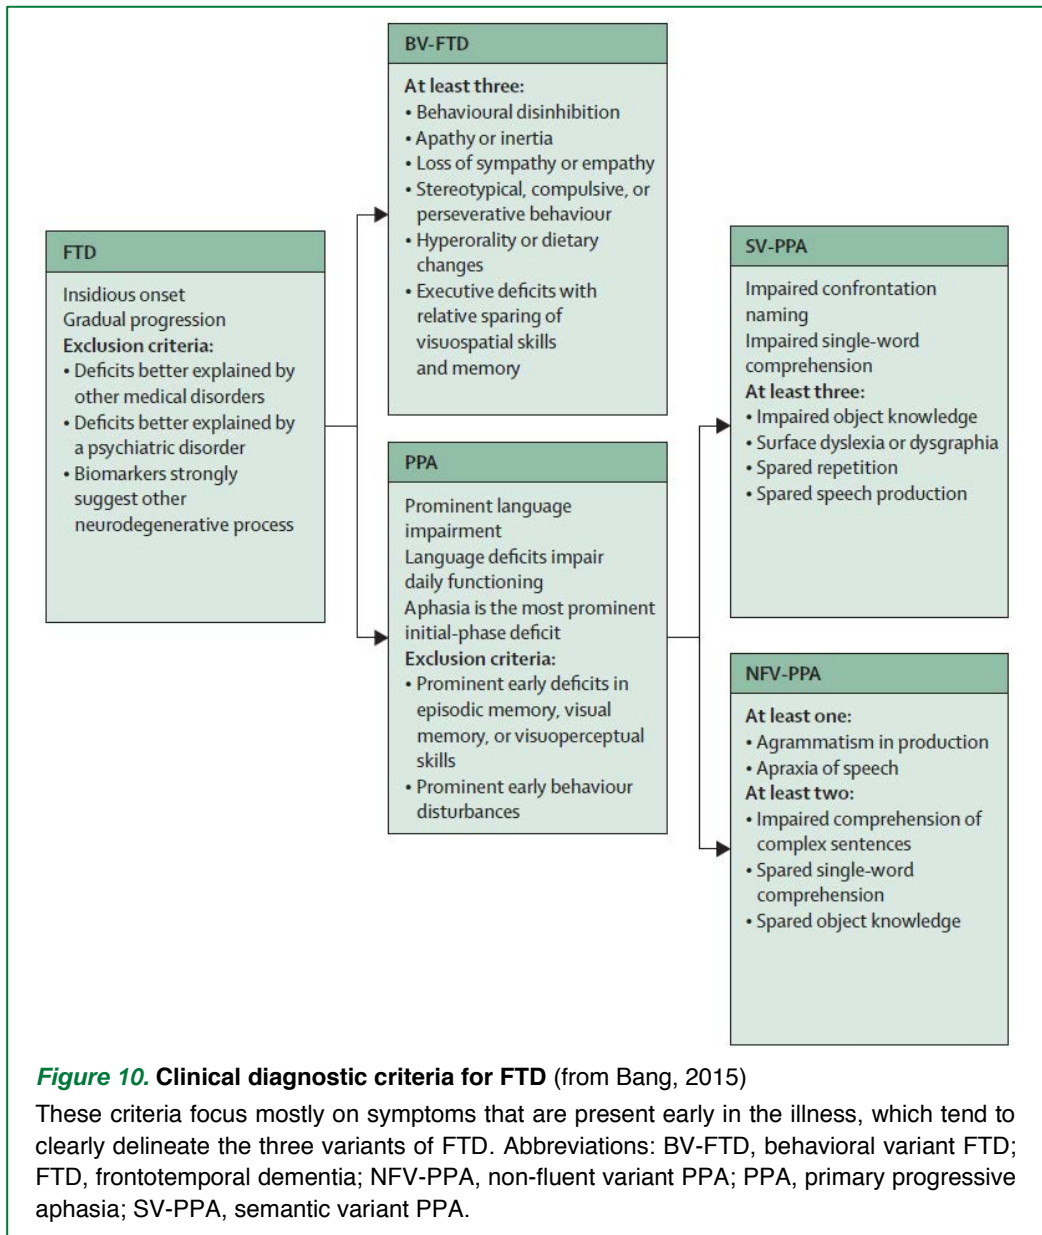 BV-FTD
At least three:
• Behavioural disinhibition
• Apathy or inertia
• Loss of sympathy or empathy
• Stereotypical, compulsive, or
perseverative behaviour
• Hyperorality or dietary
changes
• Executive deficits with
relative sparing of
visuospatial skills
and memory
FTD
Insidious onset
Gradual progression
Exclusion criteria:
• Deficits better explained by
other medical disorders
• Deficits better explained by
a psychiatric disorder
• Biomarkers strongly
suggest other
neurodegenerative process
PPA
Prominent language
impairment
Language deficits impair
daily functioning
Aphasia is the most prominent
initial-phase deficit
Exclusion criteria:
• Prominent early deficits in
episodic memory, visual
memory, or visuoperceptual
skills
• Prominent early behaviour
disturbances
SV-PPA
Impaired confrontation
naming
Impaired single-word
comprehension
At least three:
• Impaired object knowledge
• Surface dyslexia or dysgraphia
• Spared repetition
• Spared speech production
NFV-PPA
At least one:
• Agrammatism in production
• Apraxia of speech
At least two:
• Impaired comprehension of
complex sentences
• Spared single-word
comprehension
• Spared object knowledge
Figure 10. Clinical diagnostic criteria for FTD (from Bang, 2015)
These criteria focus mostly on symptoms that are present early in the illness, which tend to
clearly delineate the three variants of FTD. Abbreviations: BV-FTD, behavioral variant FTD;
FTD, frontotemporal dementia; NFV-PPA, non-fluent variant PPA; PPA, primary progressive
aphasia; SV-PPA, semantic variant PPA.